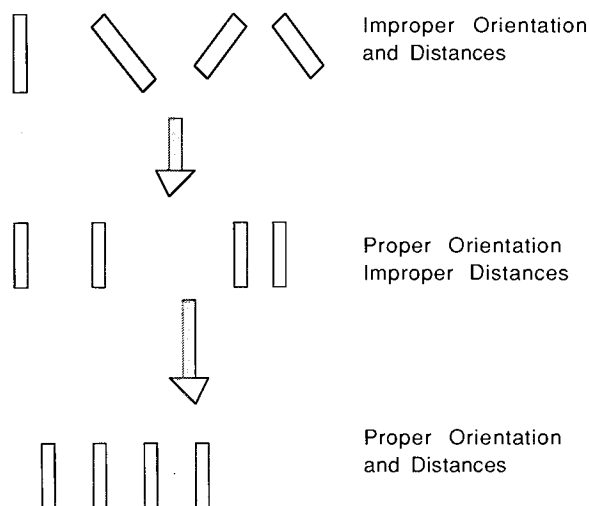 Improper Orientation
and Distances
Proper Orientation
Improper Distances
Proper Orientation
and Distances